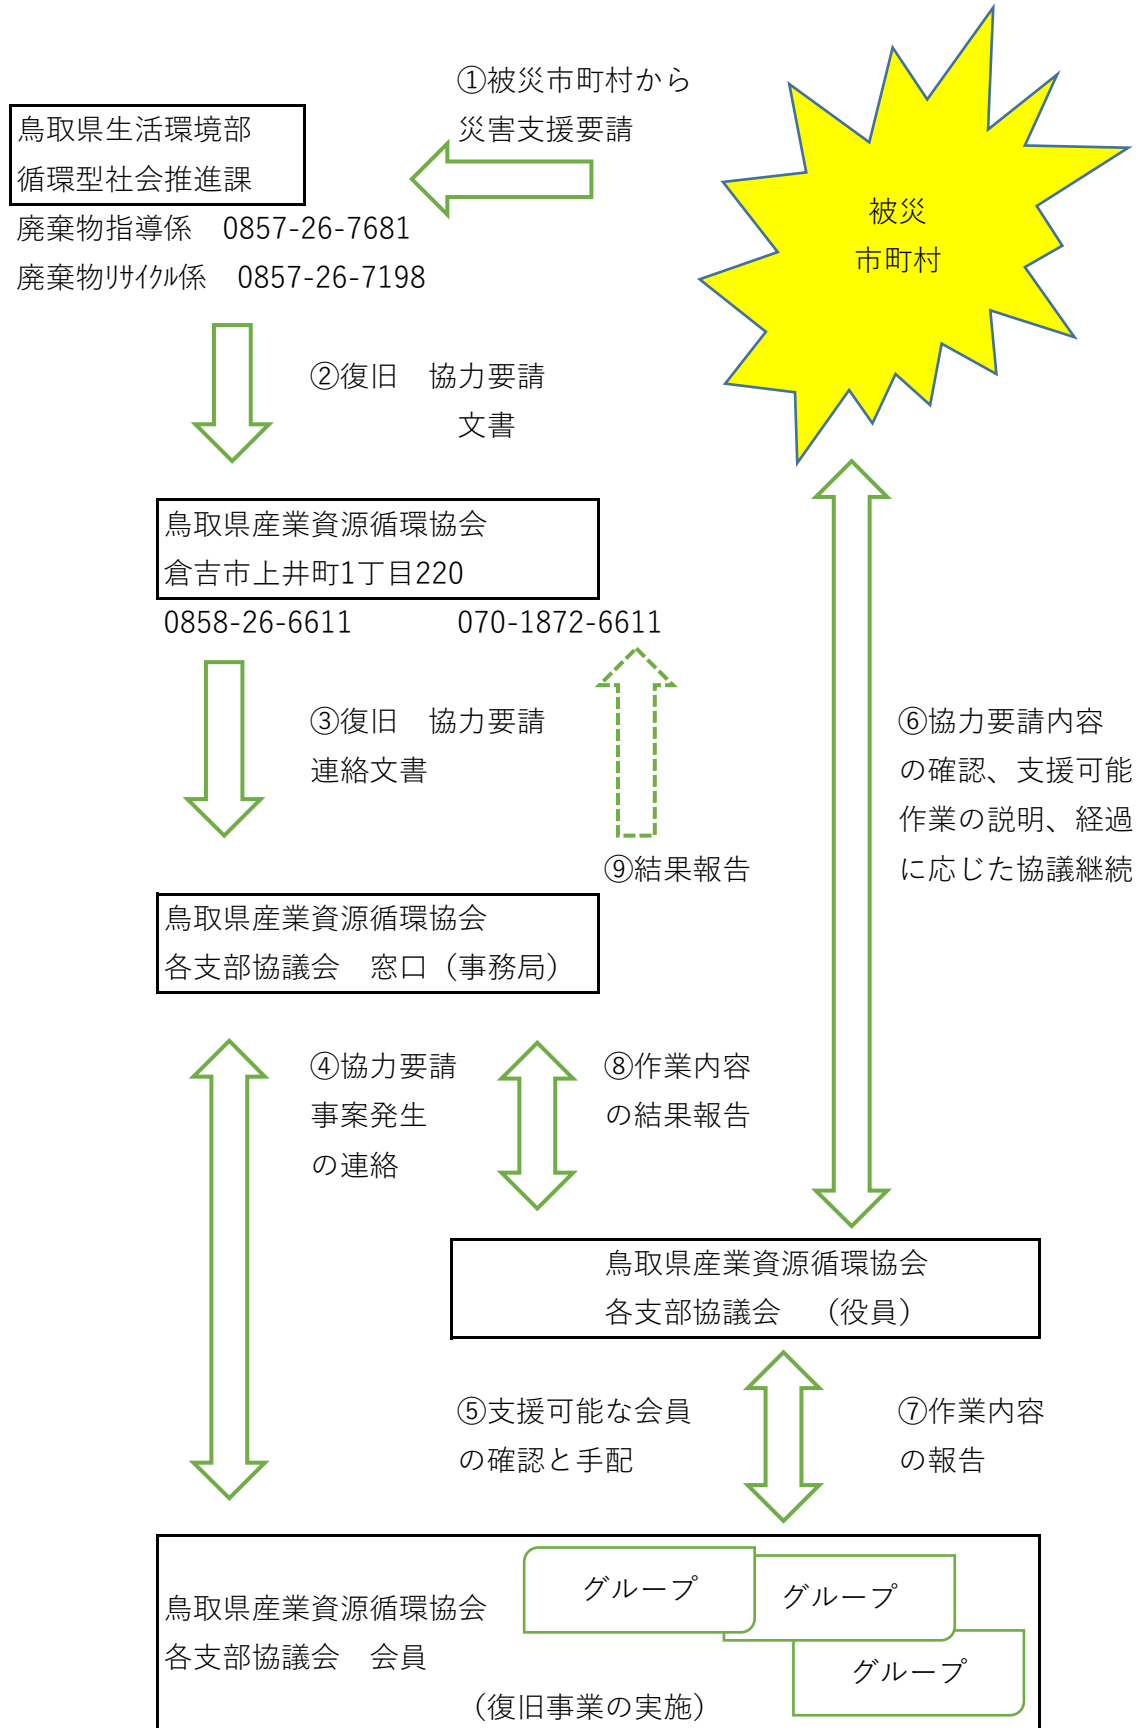 ①被災市町村から
災害支援要請
鳥取県生活環境部
循環型社会推進課
廃棄物指導係　0857-26-7681
廃棄物ﾘｻｲｸﾙ係　0857-26-7198
被災
市町村
②復旧　協力要請
文書
鳥取県産業資源循環協会
倉吉市上井町1丁目220
0858-26-6611　070-1872-6611
③復旧　協力要請
連絡文書
⑥協力要請内容
の確認、支援可能
作業の説明、経過
に応じた協議継続
⑨結果報告
鳥取県産業資源循環協会
各支部協議会　窓口（事務局）
④協力要請
事案発生
の連絡
⑧作業内容
の結果報告
鳥取県産業資源循環協会
各支部協議会　（役員）
⑤支援可能な会員
の確認と手配
⑦作業内容
の報告
グループ
グループ
グループ
鳥取県産業資源循環協会
各支部協議会　会員
（復旧事業の実施）